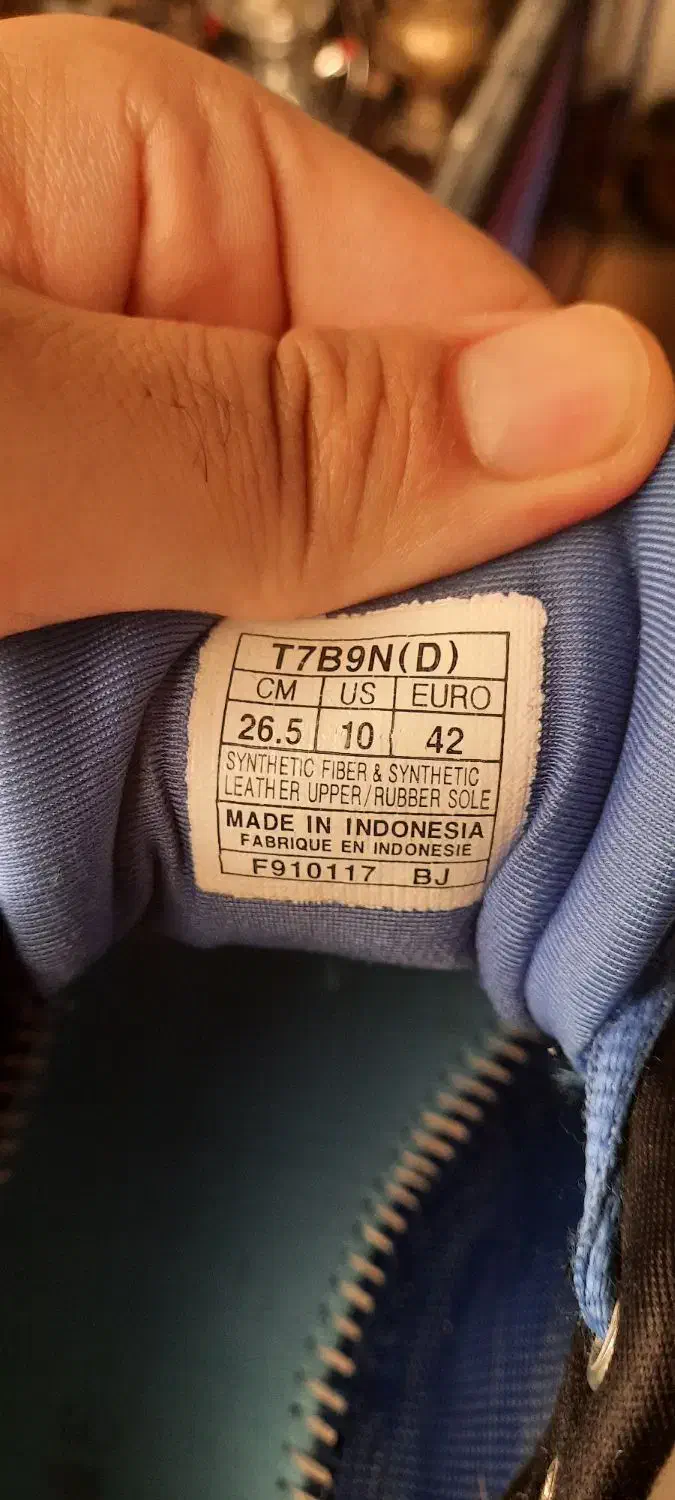 T7B9N(D)
CM US EURO
26.5 10 42
SYNTHETIC FIBER & SYNTHETIC
LEATHER UPPER/RUBBER SOLE
MADE IN INDONESIA
FABRIQUE EN INDONESIE
F910117 BJ